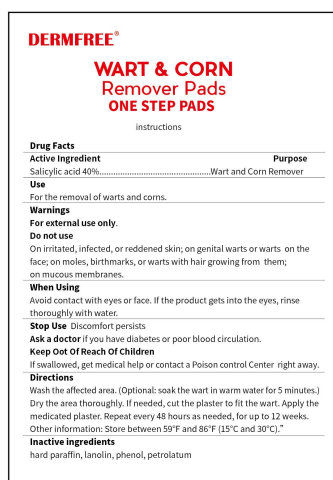 DERMFREE®
WART & CORN
Remover Pads
ONE STEP PADS
instructions
Drug Facts
Active Ingredient Purpose
Salicylic acid 40%..............................................Wart and Corn Remover
Use
For the removal of warts and corns.
Warnings
For external use only.
Do not use
On irritated, infected, or reddened skin; on genital warts or warts on the
face; on moles, birthmarks, or warts with hair growing from them;
on mucous membranes.
When Using
Avoid contact with eyes or face. If the product gets into the eyes, rinse
thoroughly with water.
Stop Use Discomfort persists
Ask a doctor if you have diabetes or poor blood circulation.
Keep Oot Of Reach Of Children
If swallowed, get medical help or contact a Poison control Center right away.
Directions
Wash the affected area. (Optional: soak the wart in warm water for 5 minutes.)
Dry the area thoroughly. If needed, cut the plaster to fit the wart. Apply the
medicated plaster. Repeat every 48 hours as needed, for up to 12 weeks.
Other information: Store between 59°F and 86°F (15°C and 30°C)."
Inactive ingredients
hard paraffin, lanolin, phenol, petrolatum